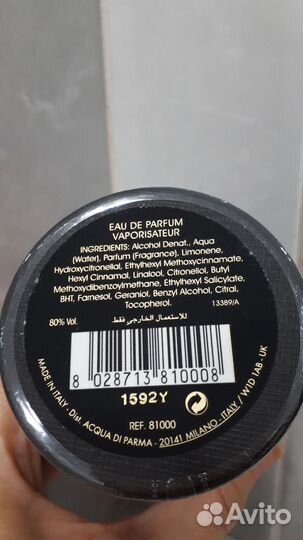 EAU DE PARFUM
VAPORISATEUR
INGREDIENTS: Alcohol Denat., Aqua
(Water), Parfum (Fragrance), Limonene,
Hydroxycitronellal, Ethylhexyl Methoxycinnamate,
Hexyl Cinnamal, Linalool, Citronellol, Butyl
Methoxydibenzoylmethane, Ethylhexyl Salicylate,
BHT, Farnesol, Geraniol, Benzyl Alcohol, Citral,
Tocopherol.
13389/A
80% Vol.
للاستعمال الخارجي فقط
8 028713 810008
1592Y
REF. 81000
MADE IN ITALY - Dist. ACQUA DI PARMA - 20141 MILANO - ITALY / W1D 1AB - UK
Avito